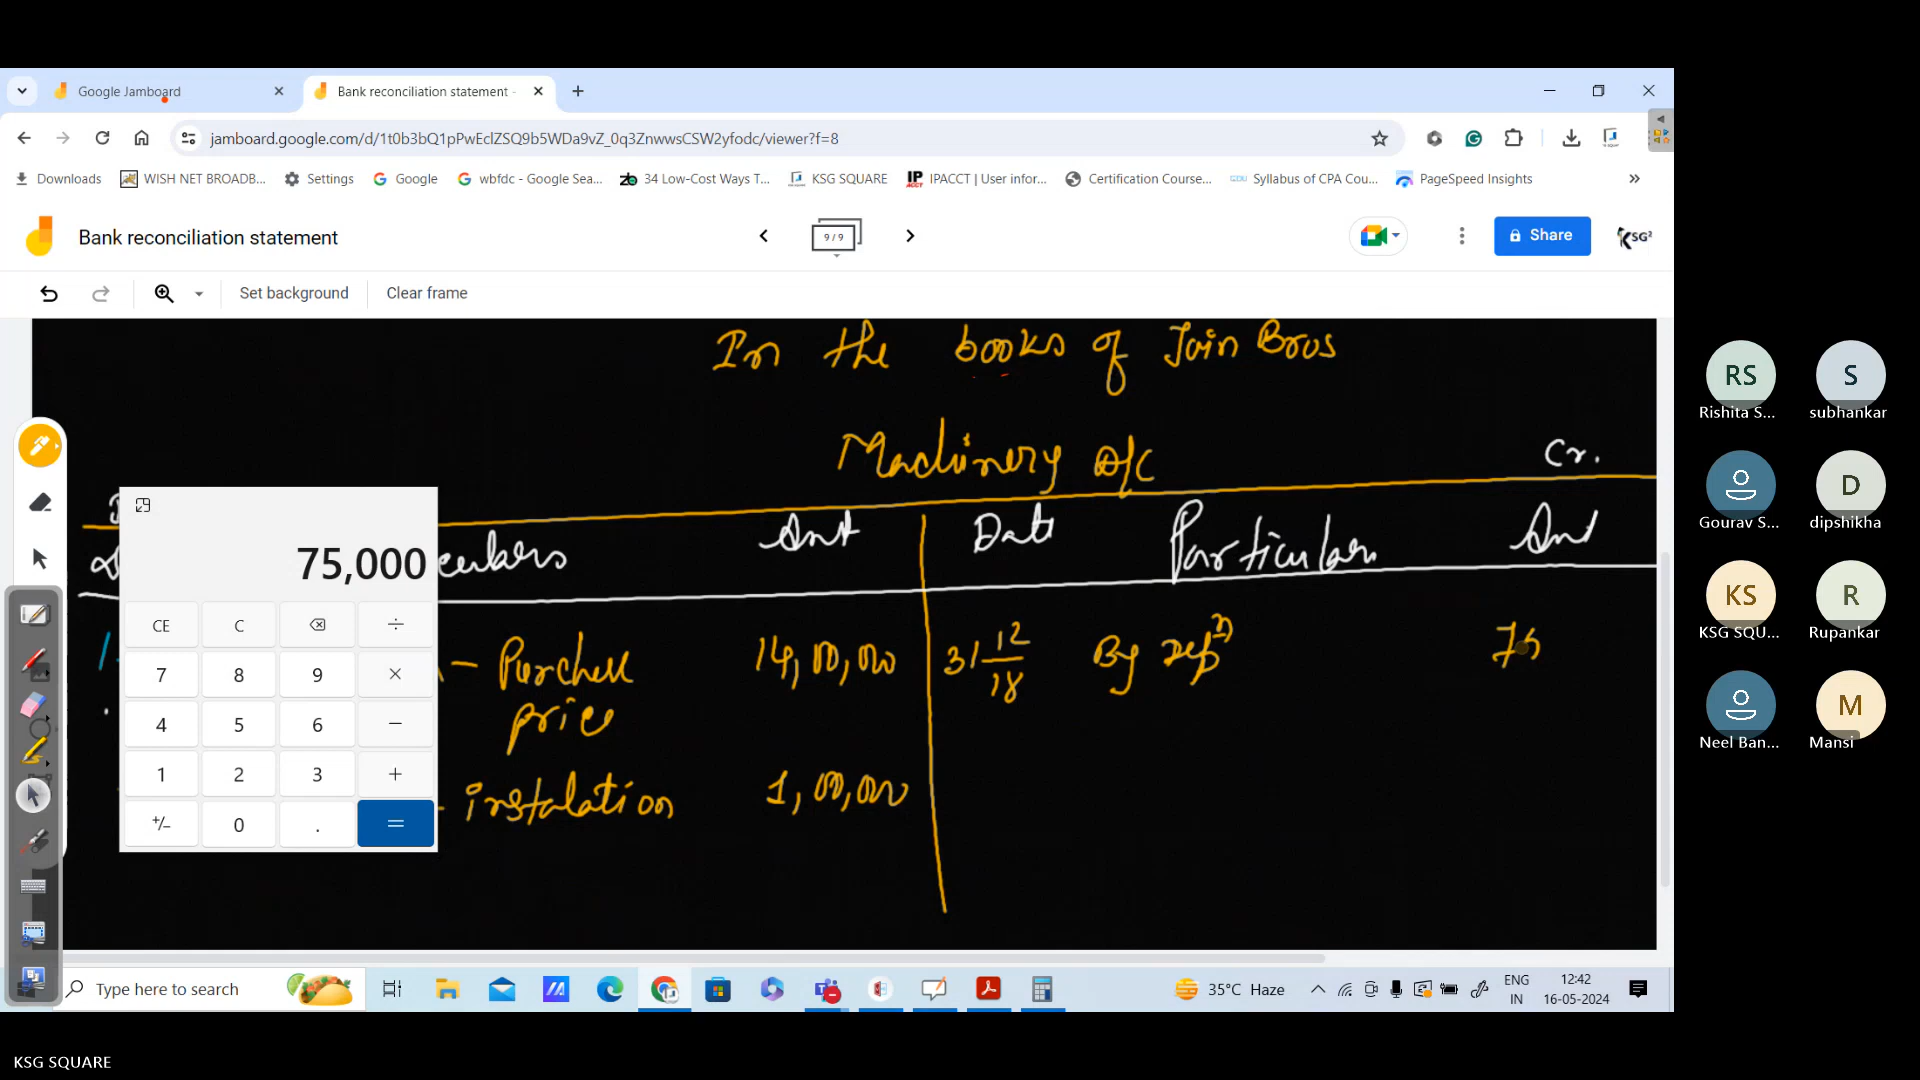 Google Jamboard
Bank reconciliation statement -
jamboard.google.com/d/1t0b3bQ1pPwEclZSQ9b5WDa9vZ_0q3ZnwwsCSW2yfodc/viewer?f=8
Downloads WISH NET BROADB... Settings Google wbfdc - Google Sea... 34 Low-Cost Ways T... KSG SQUARE IPACCT | User infor... Certification Course... Syllabus of CPA Cou... PageSpeed Insights »
Bank reconciliation statement
9 / 9
Share
KSG²
Set background Clear frame
In the books of Jain Bros
Machinery A/C
Cr.
culars Amt Date Particulars Amt
75,000
CE C ÷
7 8 9 ×
4 5 6 −
1 2 3 +
+/− 0 . =
- Purchase 14,00,000 31 12/18 By depn 75
price
- instalation 1,00,000
RS S
Rishita S... subhankar
D
Gourav S... dipshikha
KS R
KSG SQU... Rupankar
M
Neel Ban... Mansi
Type here to search
35°C Haze
ENG
IN
12:42
16-05-2024
KSG SQUARE